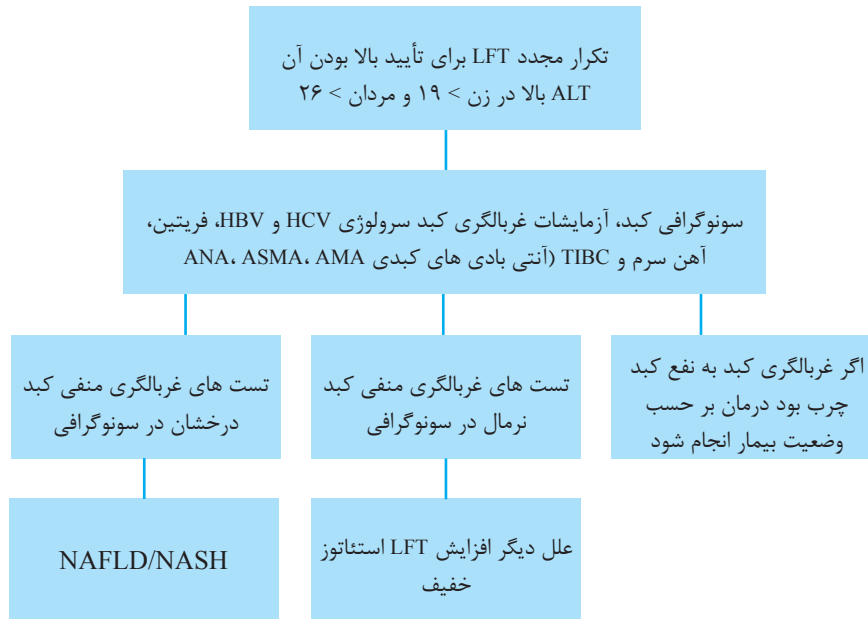 تکرار مجدد LFT برای تأیید بالا بودن آن
ALT بالا در زن > ۱۹ و مردان > ۲۶
سونوگرافی کبد، آزمایشات غربالگری کبد سرولوژی HCV و HBV، فریتین،
آهن سرم و TIBC (آنتی بادی های کبدی ANA، ASMA، AMA
اگر غربالگری کبد به نفع کبد
چرب بود درمان بر حسب
وضعیت بیمار انجام شود
تست های غربالگری منفی کبد
نرمال در سونوگرافی
تست های غربالگری منفی کبد
درخشان در سونوگرافی
علل دیگر افزایش LFT استئاتوز
خفیف
NAFLD/NASH